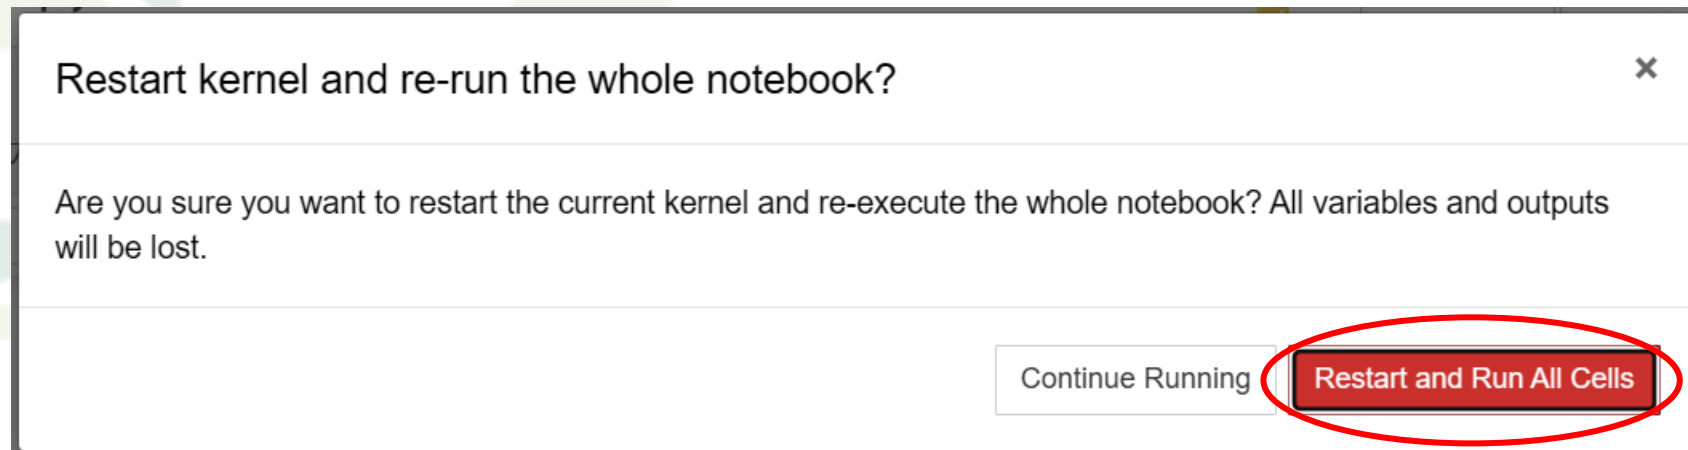 Restart kernel and re-run the whole notebook?
×
Are you sure you want to restart the current kernel and re-execute the whole notebook? All variables and outputs
will be lost.
Continue Running
Restart and Run All Cells